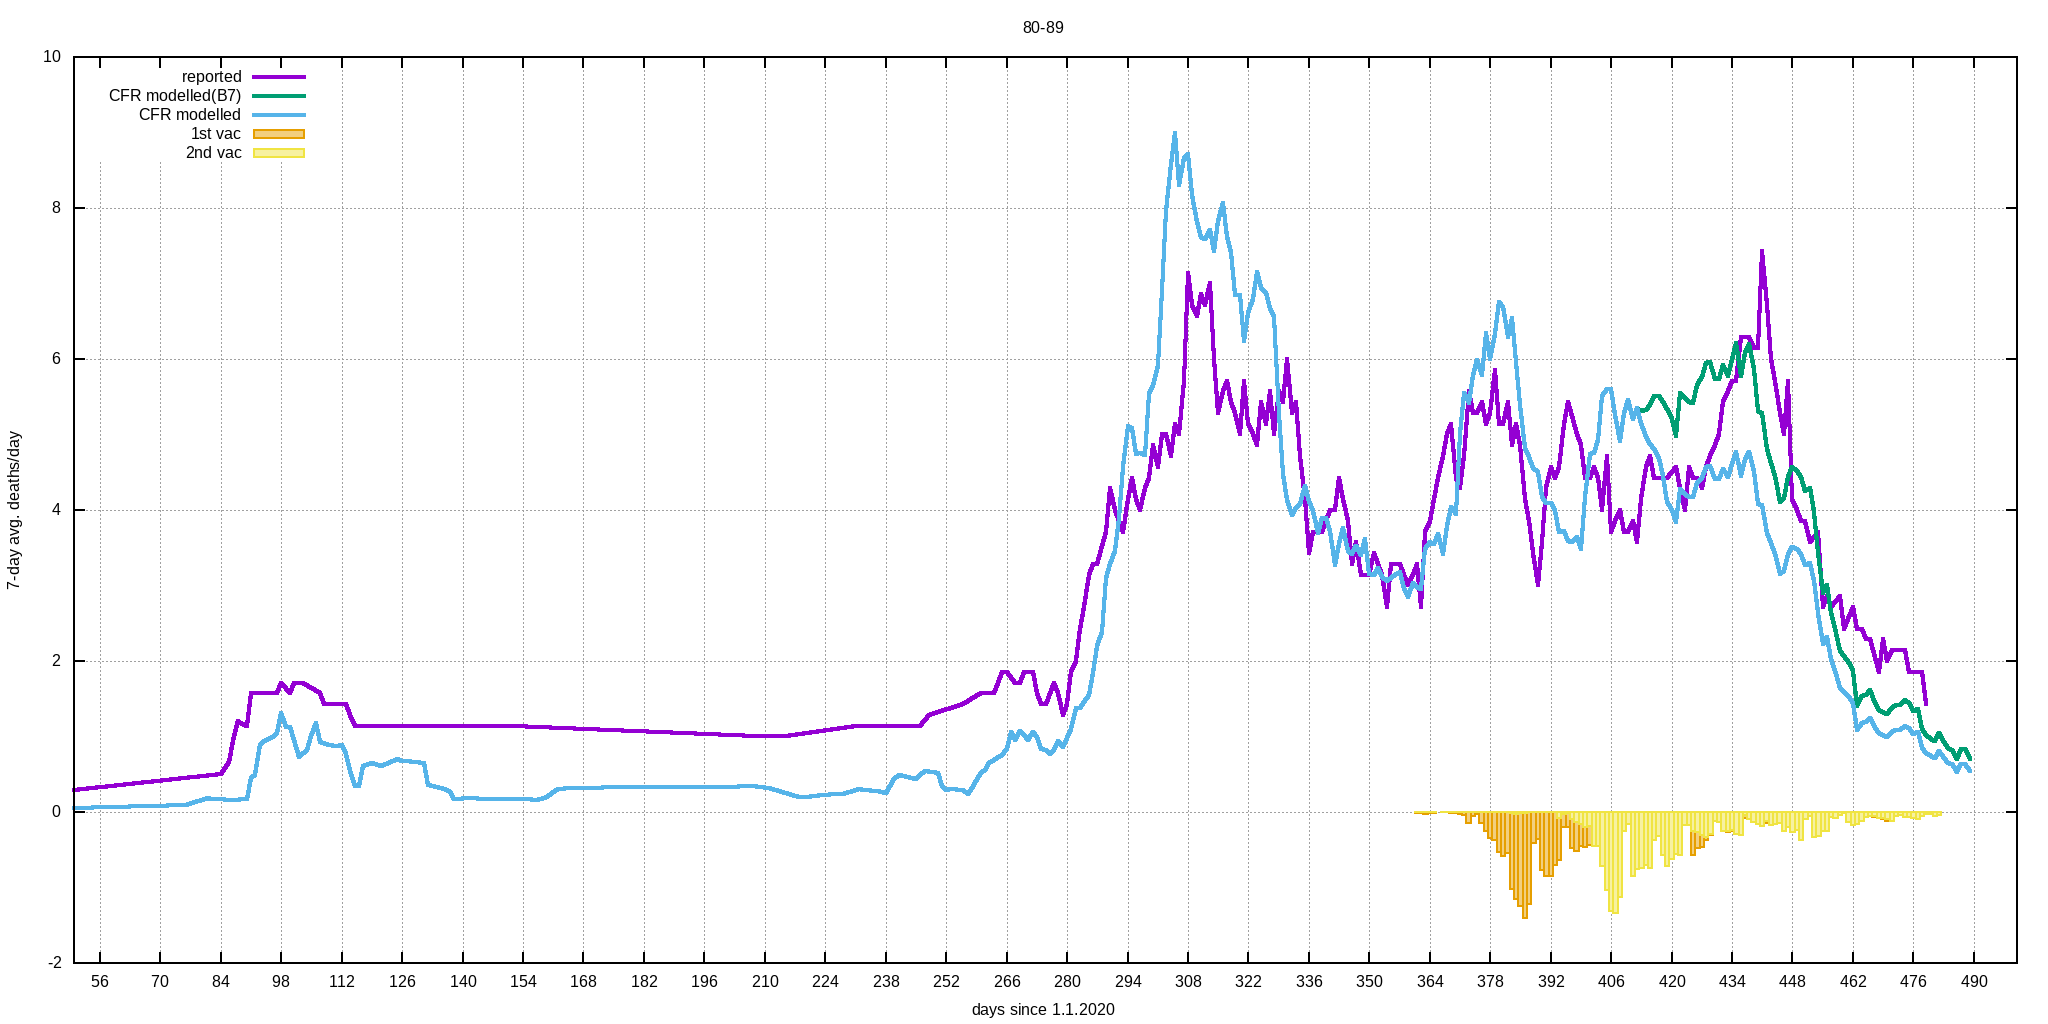 80-89
10
8
6
4
2
0
-2
7-day avg. deaths/day
reported
CFR modelled(B7)
CFR modelled
1st vac
2nd vac
56 70 84 98 112 126 140 154 168 182 196 210 224 238 252 266 280 294 308 322 336 350 364 378 392 406 420 434 448 462 476 490
days since 1.1.2020